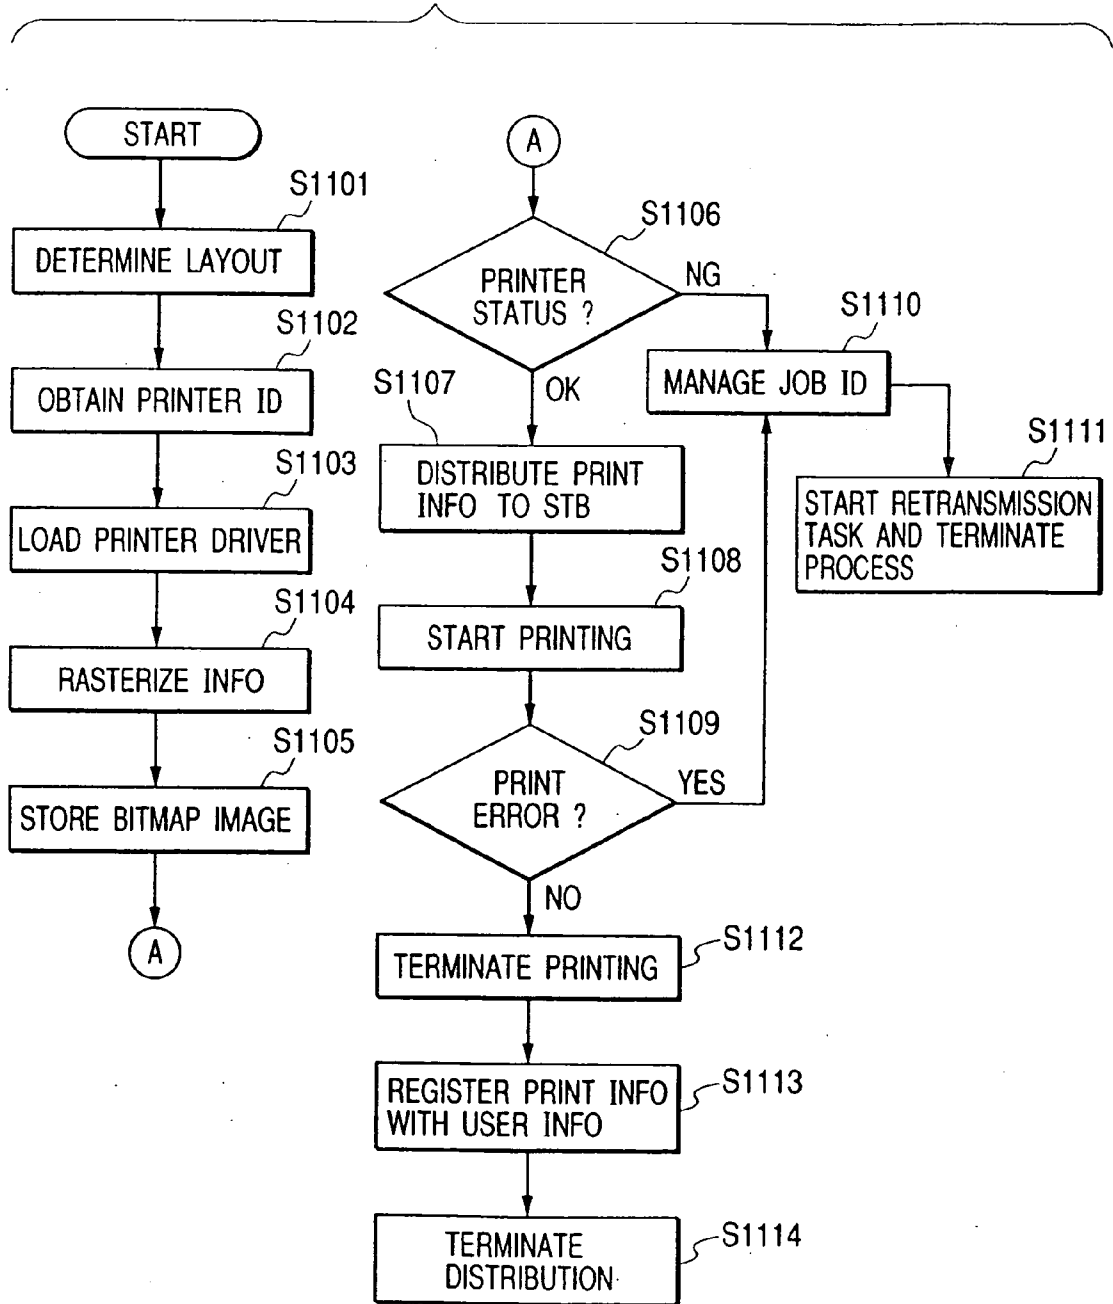 START
S1101
DETERMINE LAYOUT
S1102
OBTAIN PRINTER ID
S1103
LOAD PRINTER DRIVER
S1104
RASTERIZE INFO
S1105
STORE BITMAP IMAGE
A
A
S1106
PRINTER
STATUS ?
NG
OK
S1107
DISTRIBUTE PRINT
INFO TO STB
S1108
START PRINTING
S1109
PRINT
ERROR ?
YES
NO
S1110
MANAGE JOB ID
S1111
START RETRANSMISSION
TASK AND TERMINATE
PROCESS
S1112
TERMINATE PRINTING
S1113
REGISTER PRINT INFO
WITH USER INFO
S1114
TERMINATE
DISTRIBUTION